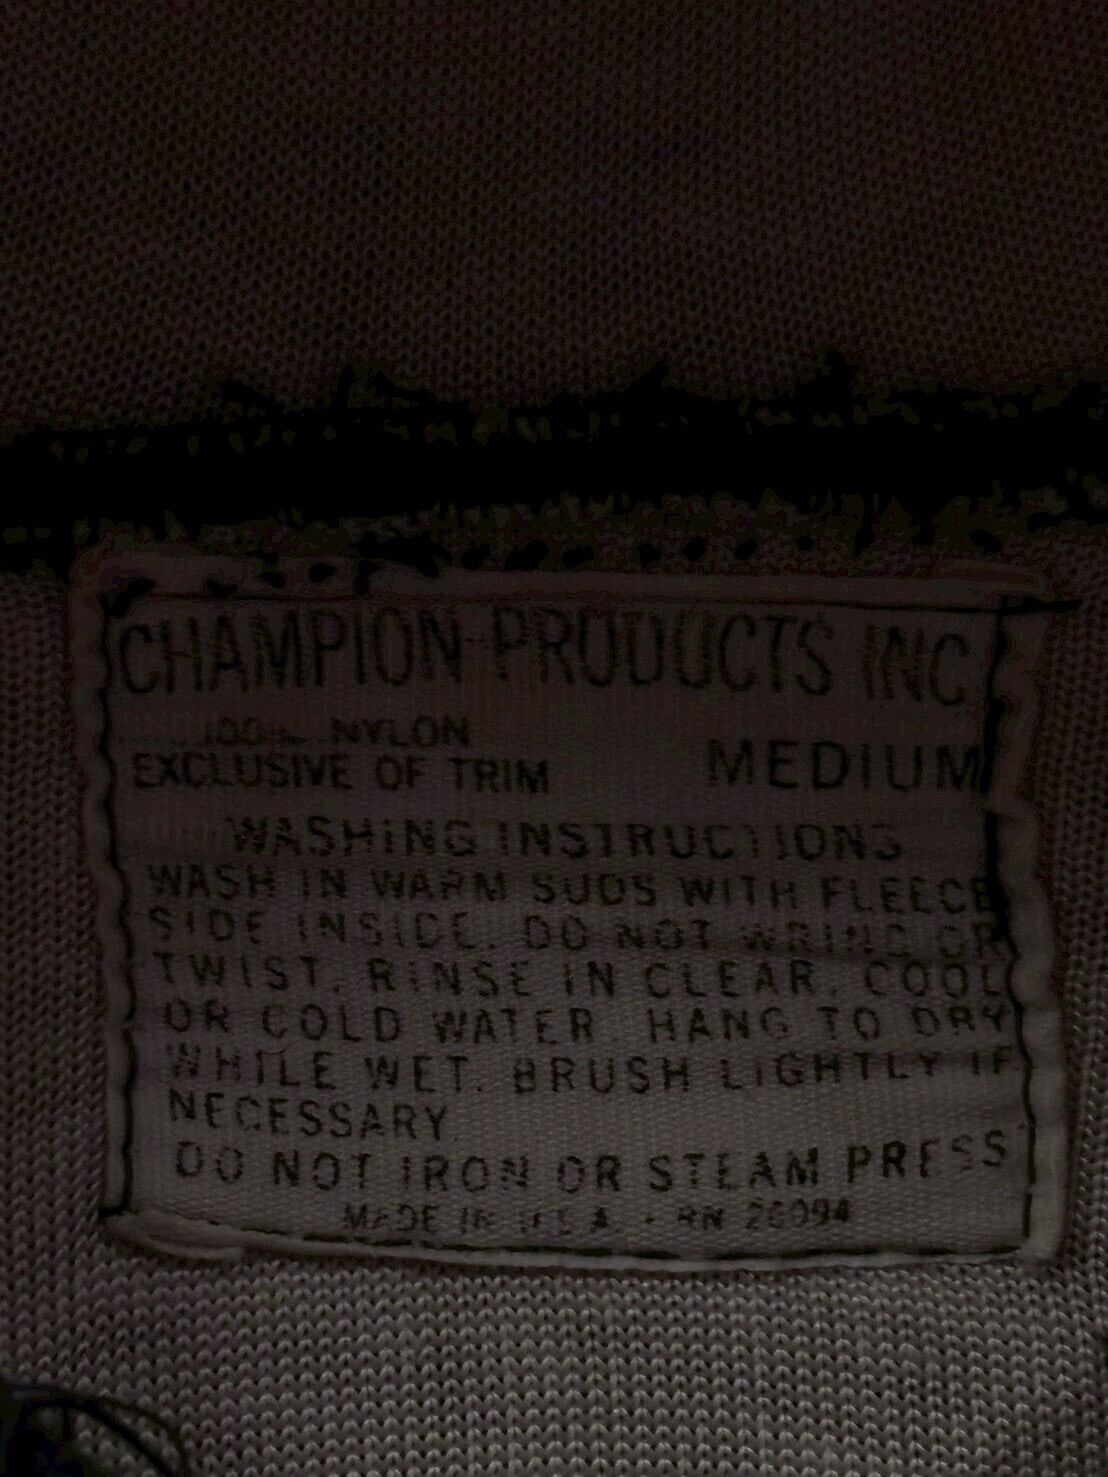 CHAMPION PRODUCTS INC
100% NYLON
EXCLUSIVE OF TRIM
MEDIUM
WASHING INSTRUCTIONS
WASH IN WARM SUDS WITH FLEECE
SIDE INSIDE. DO NOT WRING OR
TWIST. RINSE IN CLEAR, COOL
OR COLD WATER. HANG TO DRY
WHILE WET. BRUSH LIGHTLY IF
NECESSARY
DO NOT IRON OR STEAM PRESS
MADE IN U.S.A. - RN 26094